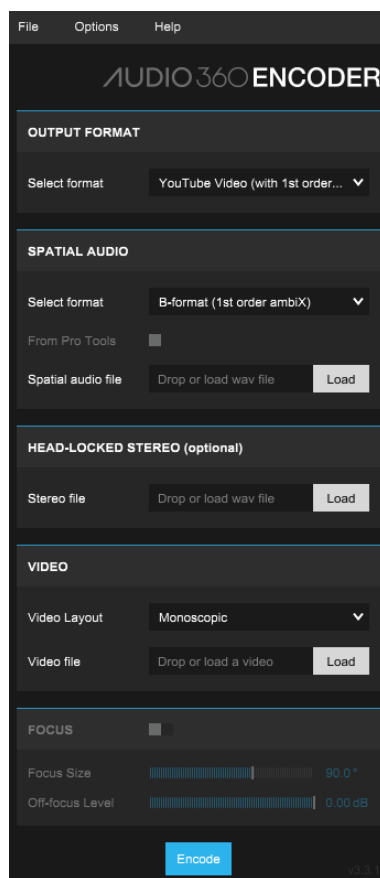 File Options Help
AUDIO360 ENCODER
OUTPUT FORMAT
Select format YouTube Video (with 1st order...
SPATIAL AUDIO
Select format B-format (1st order ambiX)
From Pro Tools
Spatial audio file Drop or load wav file Load
HEAD-LOCKED STEREO (optional)
Stereo file Drop or load wav file Load
VIDEO
Video Layout Monoscopic
Video file Drop or load a video Load
FOCUS
Focus Size 90.0°
Off-focus Level 0.00 dB
Encode
v3.3.1